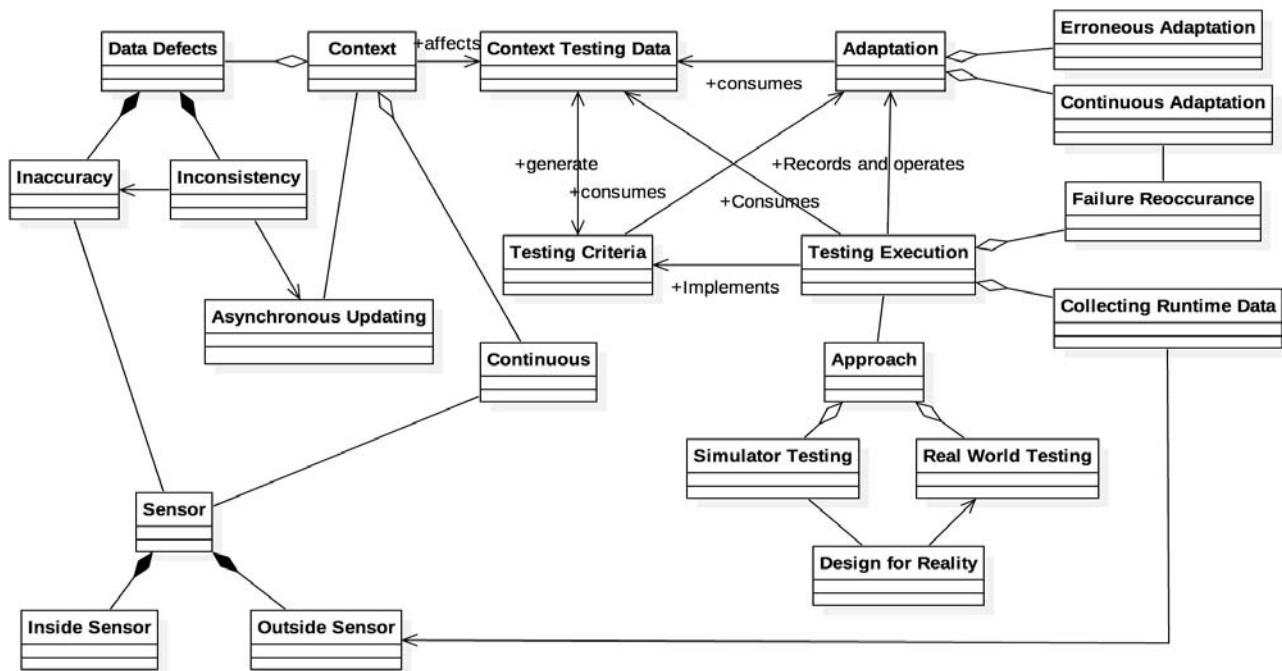 Data Defects
Context
+affects
Context Testing Data
Adaptation
Erroneous Adaptation
+consumes
Continuous Adaptation
Inaccuracy
Inconsistency
+generate
+Records and operates
+consumes
+Consumes
Failure Reoccurance
Testing Criteria
Testing Execution
+Implements
Collecting Runtime Data
Asynchronous Updating
Continuous
Approach
Simulator Testing
Real World Testing
Sensor
Design for Reality
Inside Sensor
Outside Sensor